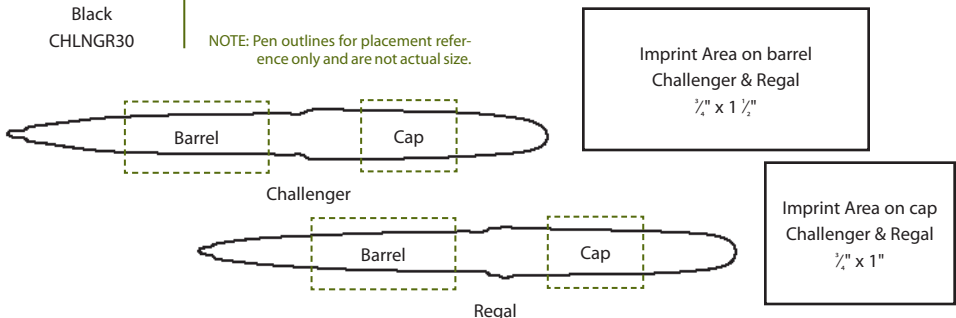 Black
CHLNGR30
NOTE: Pen outlines for placement refer-
ence only and are not actual size.
Imprint Area on barrel
Challenger & Regal
3/4" x 1 1/2"
Barrel
Cap
Challenger
Imprint Area on cap
Challenger & Regal
3/4" x 1"
Barrel
Cap
Regal